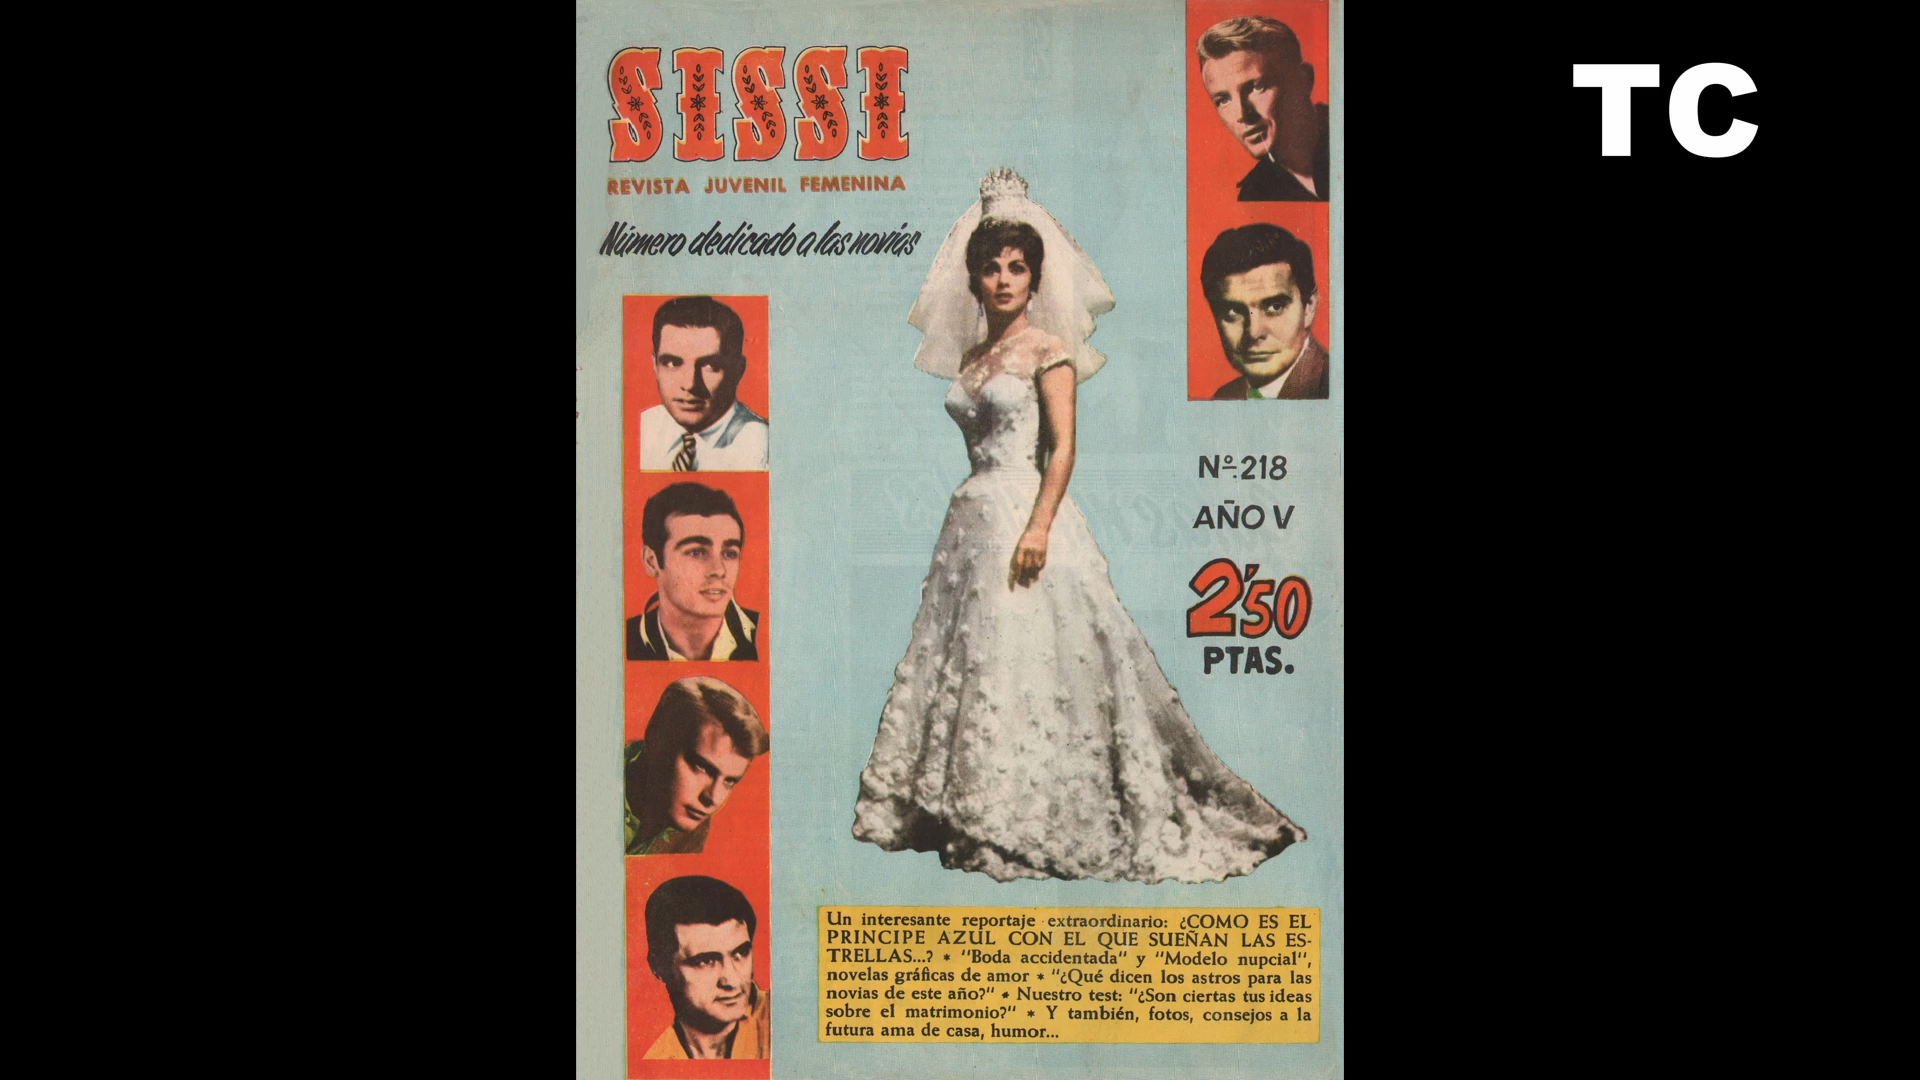 SISSI
REVISTA JUVENIL FEMENINA
Número dedicado a las novias
TC
Nº.218
AÑO V
2'50
PTAS.
Un interesante reportaje extraordinario: ¿COMO ES EL
PRINCIPE AZUL CON EL QUE SUEÑAN LAS ES-
TRELLAS...? * "Boda accidentada" y "Modelo nupcial",
novelas gráficas de amor * "¿Qué dicen los astros para las
novias de este año?" * Nuestro test: "¿Son ciertas tus ideas
sobre el matrimonio?" * Y también, fotos, consejos a la
futura ama de casa, humor...